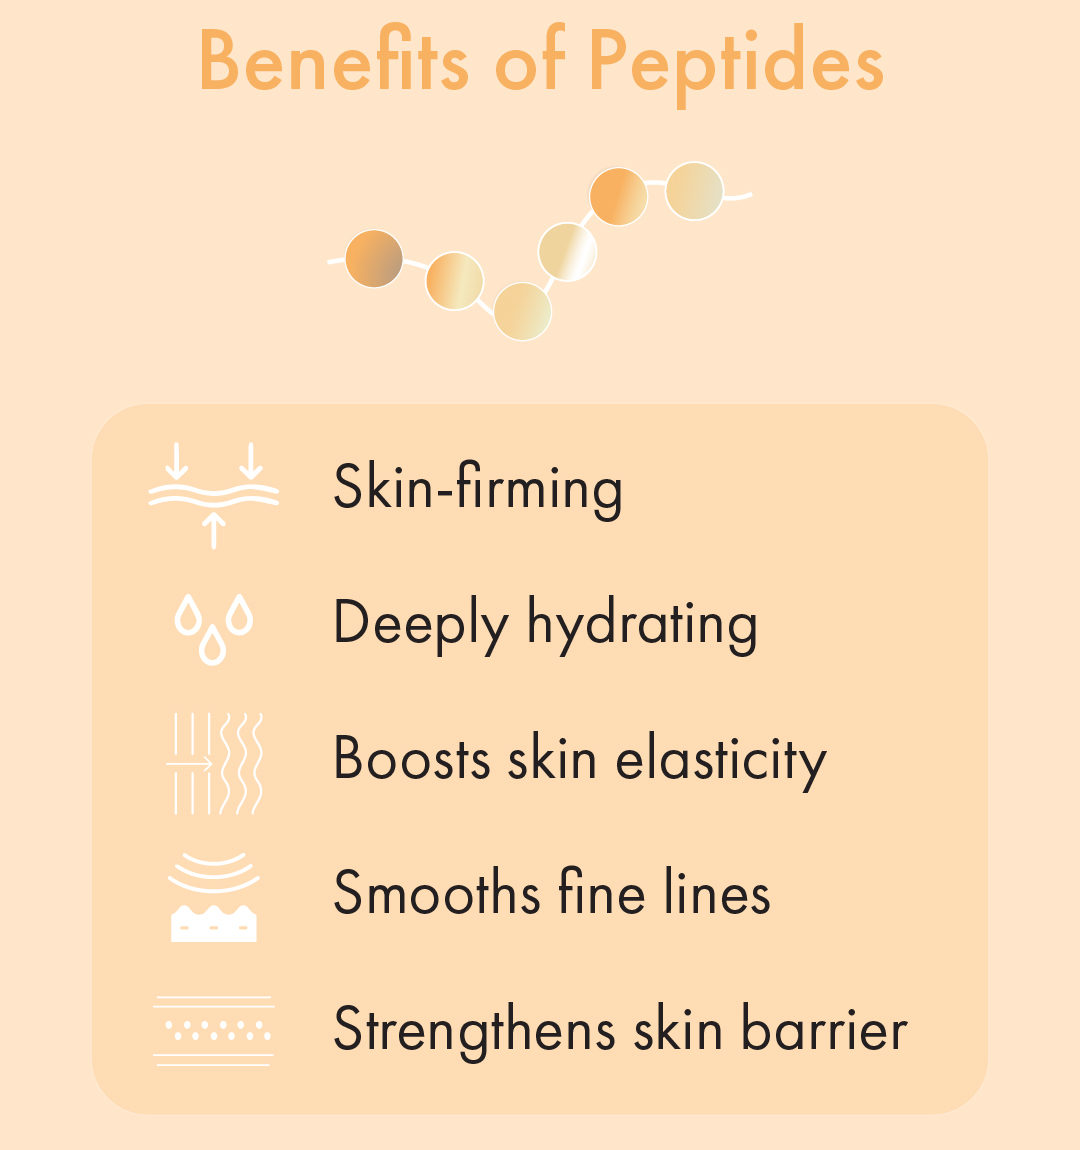 Benefits of Peptides
Skin-firming
Deeply hydrating
Boosts skin elasticity
Smooths fine lines
Strengthens skin barrier